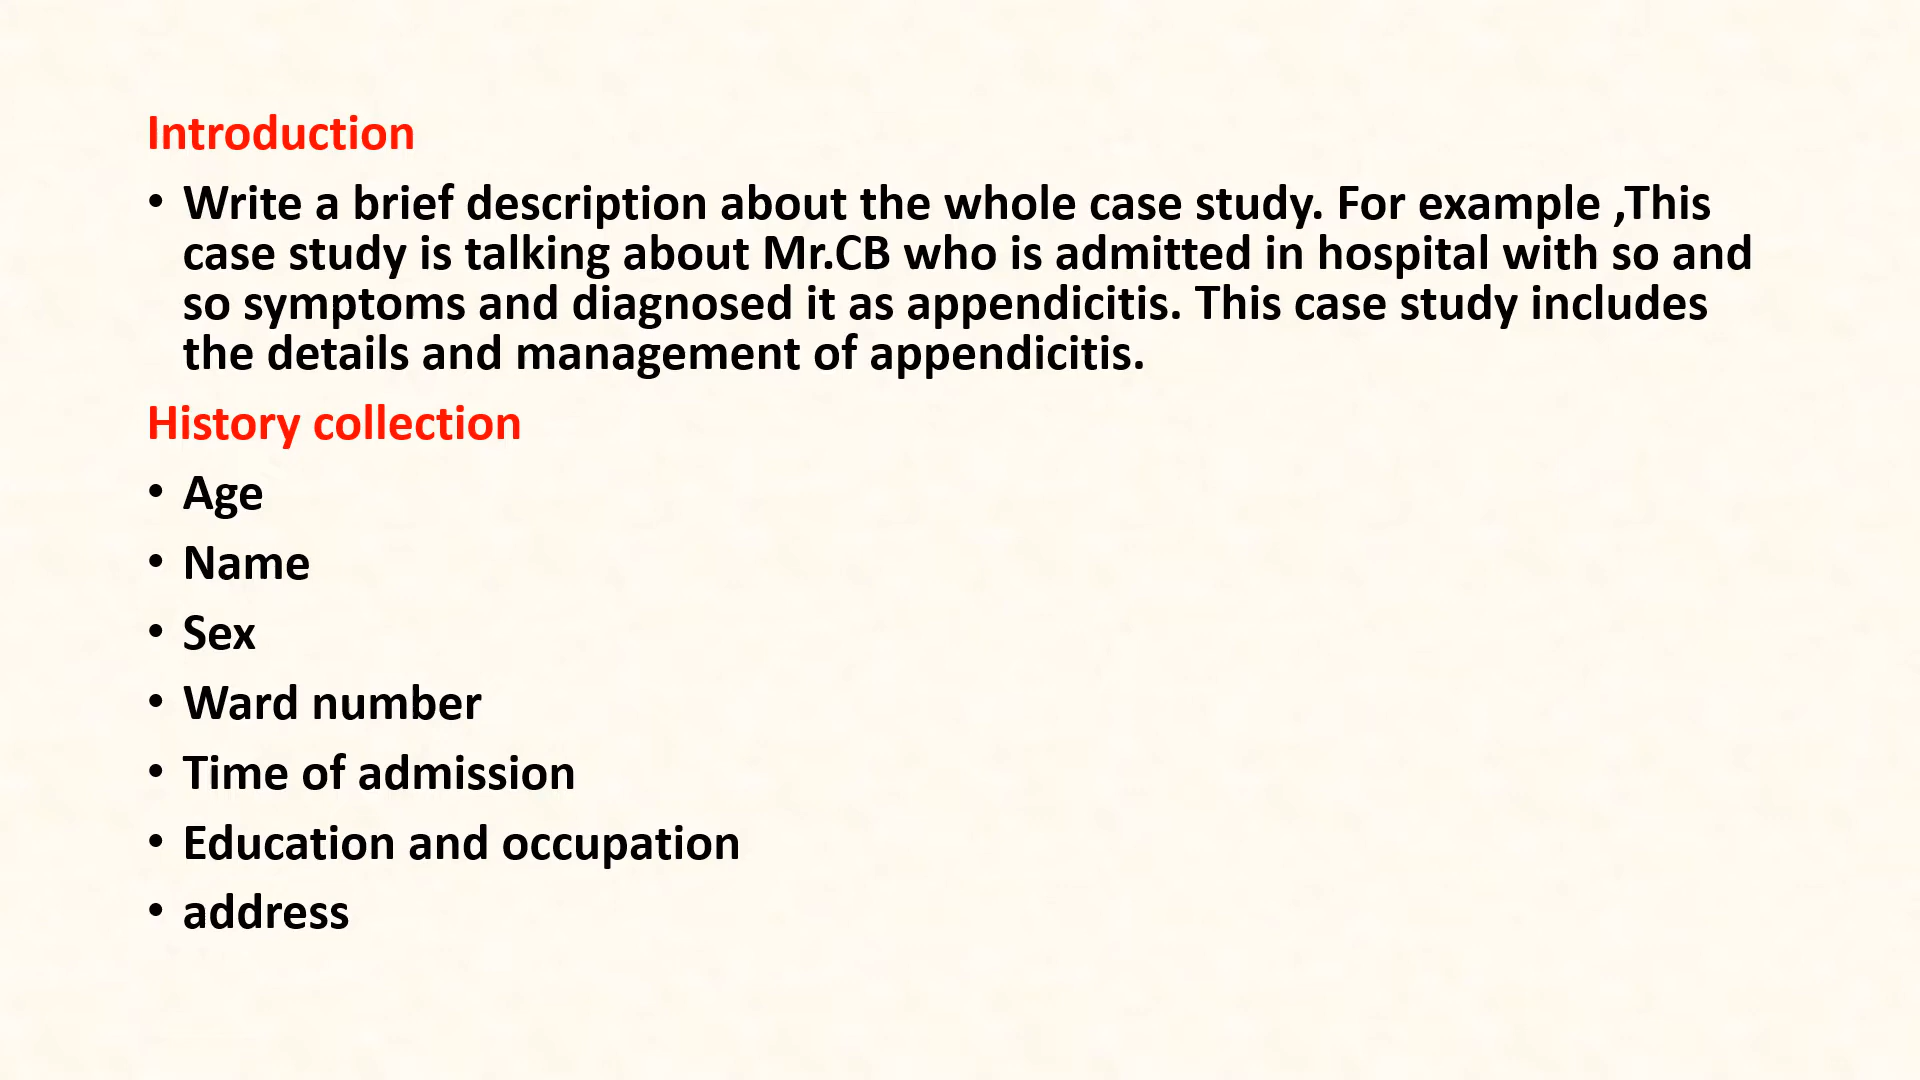 Introduction
• Write a brief description about the whole case study. For example ,This
case study is talking about Mr.CB who is admitted in hospital with so and
so symptoms and diagnosed it as appendicitis. This case study includes
the details and management of appendicitis.
History collection
• Age
• Name
• Sex
• Ward number
• Time of admission
• Education and occupation
• address